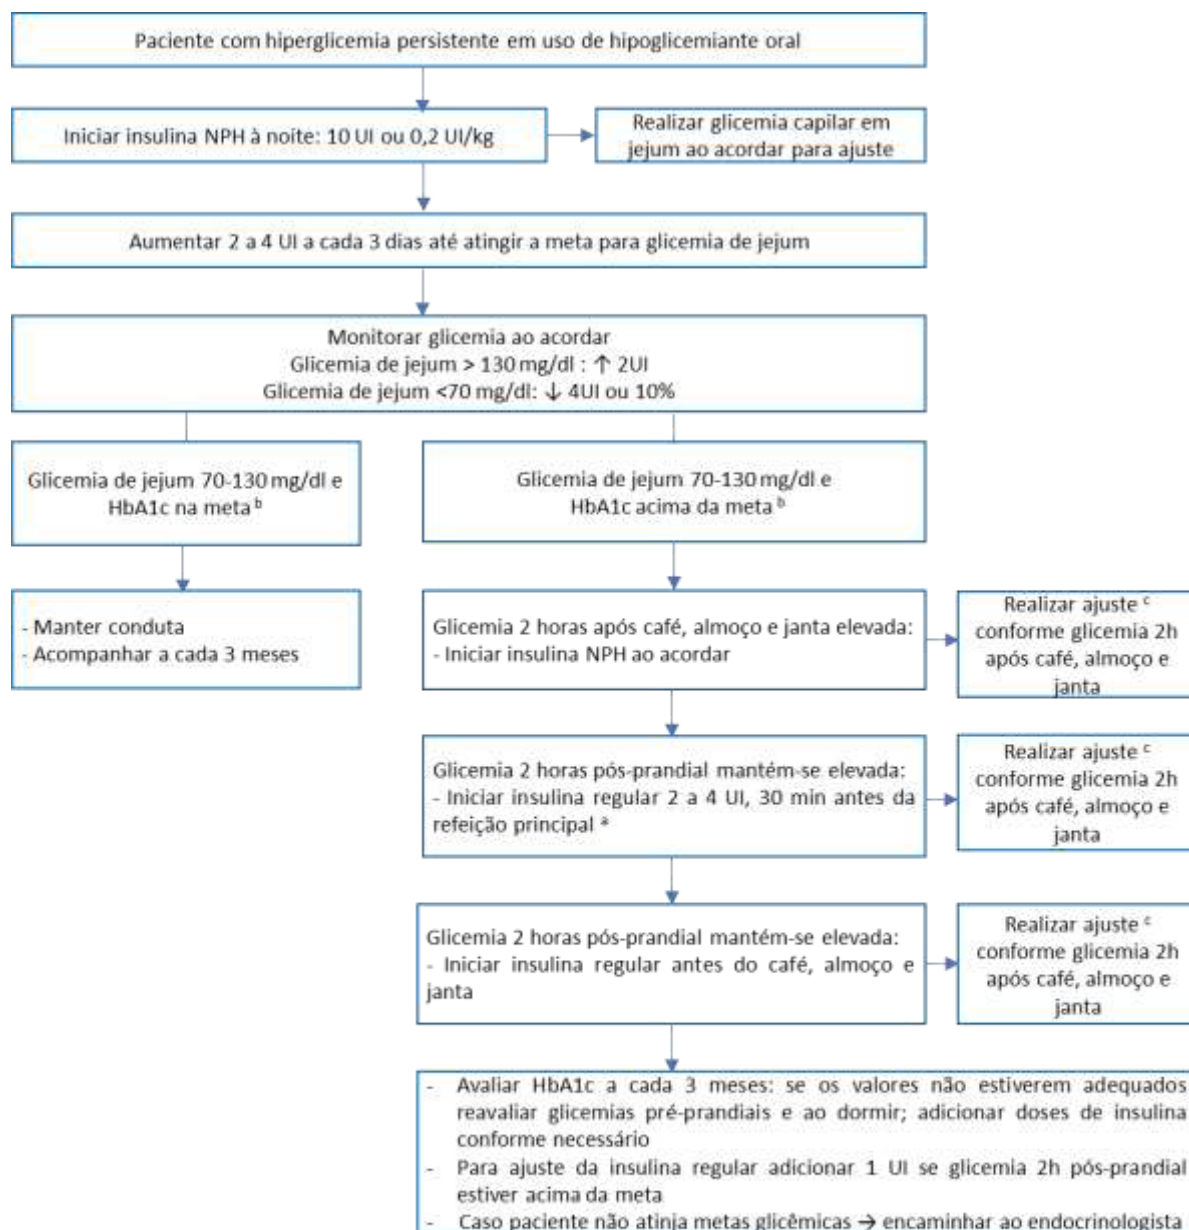 Paciente com hiperglicemia persistente em uso de hipoglicemiante oral
Iniciar insulina NPH à noite: 10 UI ou 0,2 UI/kg
Realizar glicemia capilar em
jejum ao acordar para ajuste
Aumentar 2 a 4 UI a cada 3 dias até atingir a meta para glicemia de jejum
Monitorar glicemia ao acordar
Glicemia de jejum > 130 mg/dl : ↑ 2UI
Glicemia de jejum <70 mg/dl: ↓ 4UI ou 10%
Glicemia de jejum 70-130 mg/dl e
HbA1c na meta ᵇ
Glicemia de jejum 70-130 mg/dl e
HbA1c acima da meta ᵇ
- Manter conduta
- Acompanhar a cada 3 meses
Glicemia 2 horas após café, almoço e janta elevada:
- Iniciar insulina NPH ao acordar
Realizar ajuste ᶜ
conforme glicemia 2h
após café, almoço e
janta
Glicemia 2 horas pós-prandial mantém-se elevada:
- Iniciar insulina regular 2 a 4 UI, 30 min antes da
refeição principal ᵃ
Realizar ajuste ᶜ
conforme glicemia 2h
após café, almoço e
janta
Glicemia 2 horas pós-prandial mantém-se elevada:
- Iniciar insulina regular antes do café, almoço e
janta
Realizar ajuste ᶜ
conforme glicemia 2h
após café, almoço e
janta
- Avaliar HbA1c a cada 3 meses: se os valores não estiverem adequados
reavaliar glicemias pré-prandiais e ao dormir; adicionar doses de insulina
conforme necessário
- Para ajuste da insulina regular adicionar 1 UI se glicemia 2h pós-prandial
estiver acima da meta
- Caso paciente não atinja metas glicêmicas → encaminhar ao endocrinologista